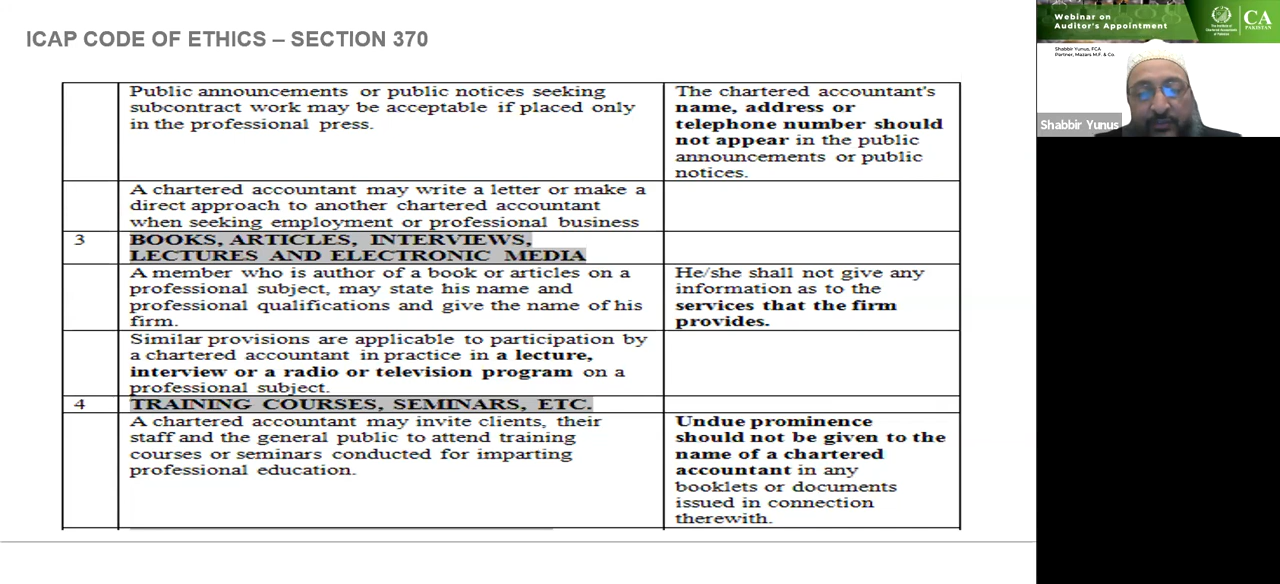 ICAP CODE OF ETHICS – SECTION 370
Public announcements or public notices seeking
subcontract work may be acceptable if placed only
in the professional press.
The chartered accountant's
name, address or
telephone number should
not appear in the public
announcements or public
notices.
A chartered accountant may write a letter or make a
direct approach to another chartered accountant
when seeking employment or professional business
3
BOOKS, ARTICLES, INTERVIEWS,
LECTURES AND ELECTRONIC MEDIA
A member who is author of a book or articles on a
professional subject, may state his name and
professional qualifications and give the name of his
firm.
He/she shall not give any
information as to the
services that the firm
provides.
Similar provisions are applicable to participation by
a chartered accountant in practice in a lecture,
interview or a radio or television program on a
professional subject.
4
TRAINING COURSES, SEMINARS, ETC.
A chartered accountant may invite clients, their
staff and the general public to attend training
courses or seminars conducted for imparting
professional education.
Undue prominence
should not be given to the
name of a chartered
accountant in any
booklets or documents
issued in connection
therewith.
Webinar on
Auditor's Appointment
CA
PAKISTAN
Shabbir Yunus, FCA
Partner, Mazars M.F. & Co.
Shabbir Yunus